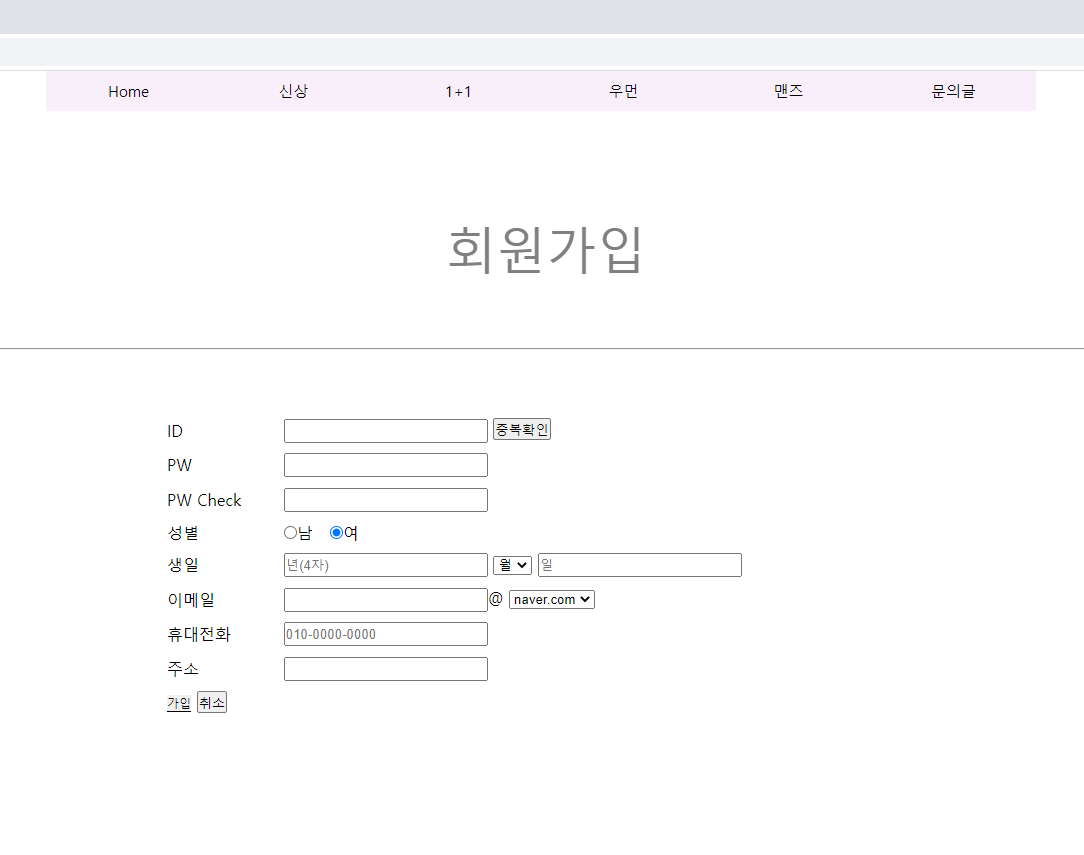 Home 신상 1+1 우먼 맨즈 문의글
회원가입
ID 중복확인
PW
PW Check
성별 남 여
생일 년(4자) 월 일
이메일 @ naver.com
휴대전화 010-0000-0000
주소
가입 취소